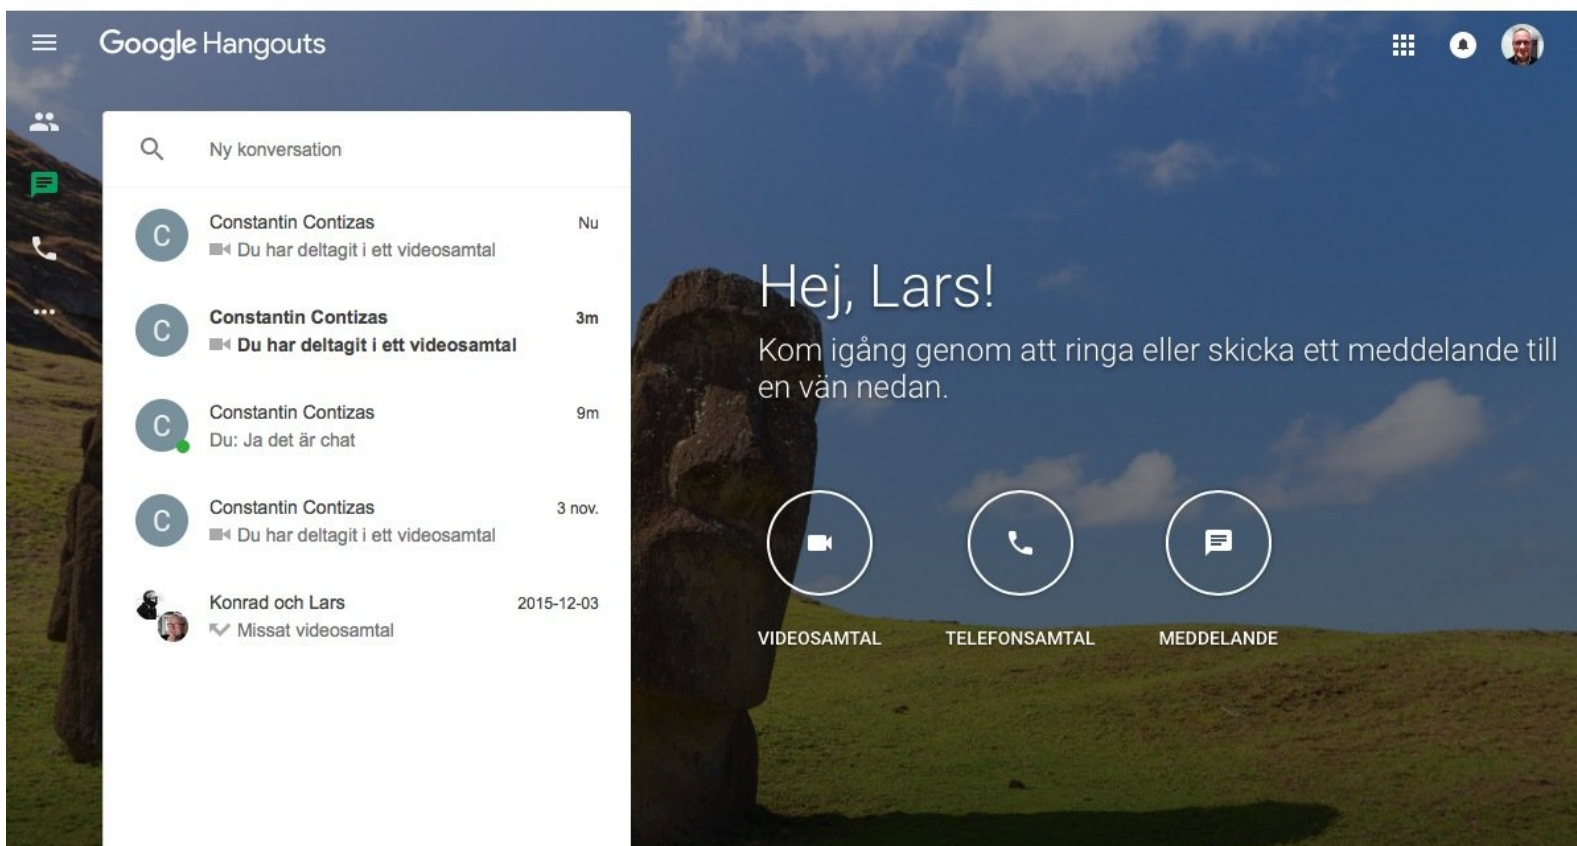 Google Hangouts
Ny konversation
C
Constantin Contizas
Nu
Du har deltagit i ett videosamtal
C
Constantin Contizas
3m
Du har deltagit i ett videosamtal
C
Constantin Contizas
9m
Du: Ja det är chat
C
Constantin Contizas
3 nov.
Du har deltagit i ett videosamtal
Konrad och Lars
2015-12-03
Missat videosamtal
Hej, Lars!
Kom igång genom att ringa eller skicka ett meddelande till
en vän nedan.
VIDEOSAMTAL
TELEFONSAMTAL
MEDDELANDE